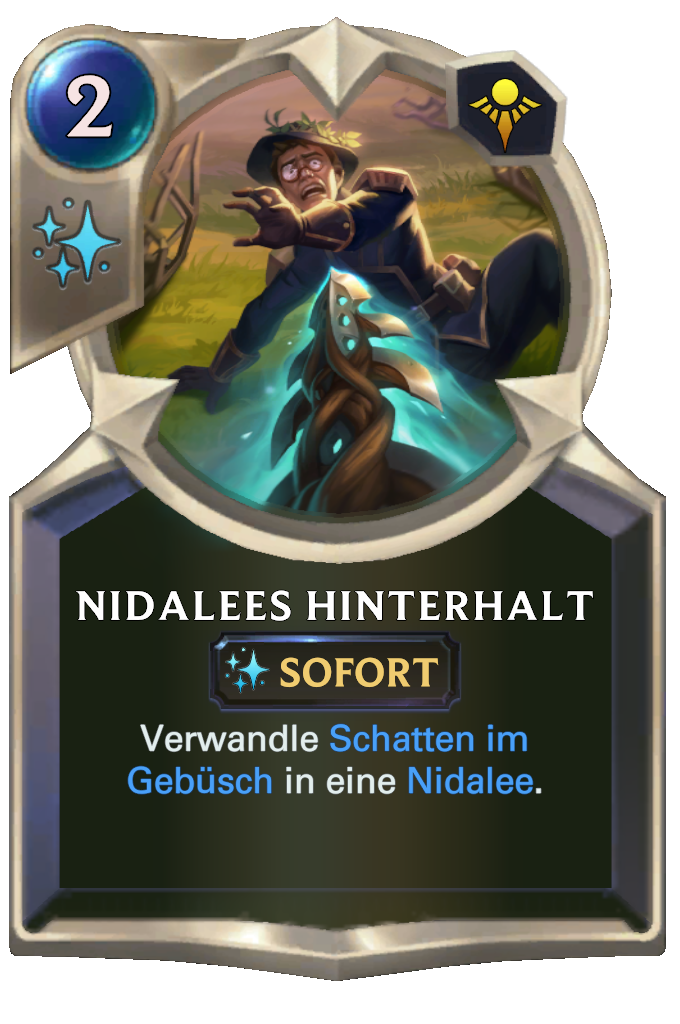 2
NIDALEES HINTERHALT
SOFORT
Verwandle Schatten im
Gebüsch in eine Nidalee.